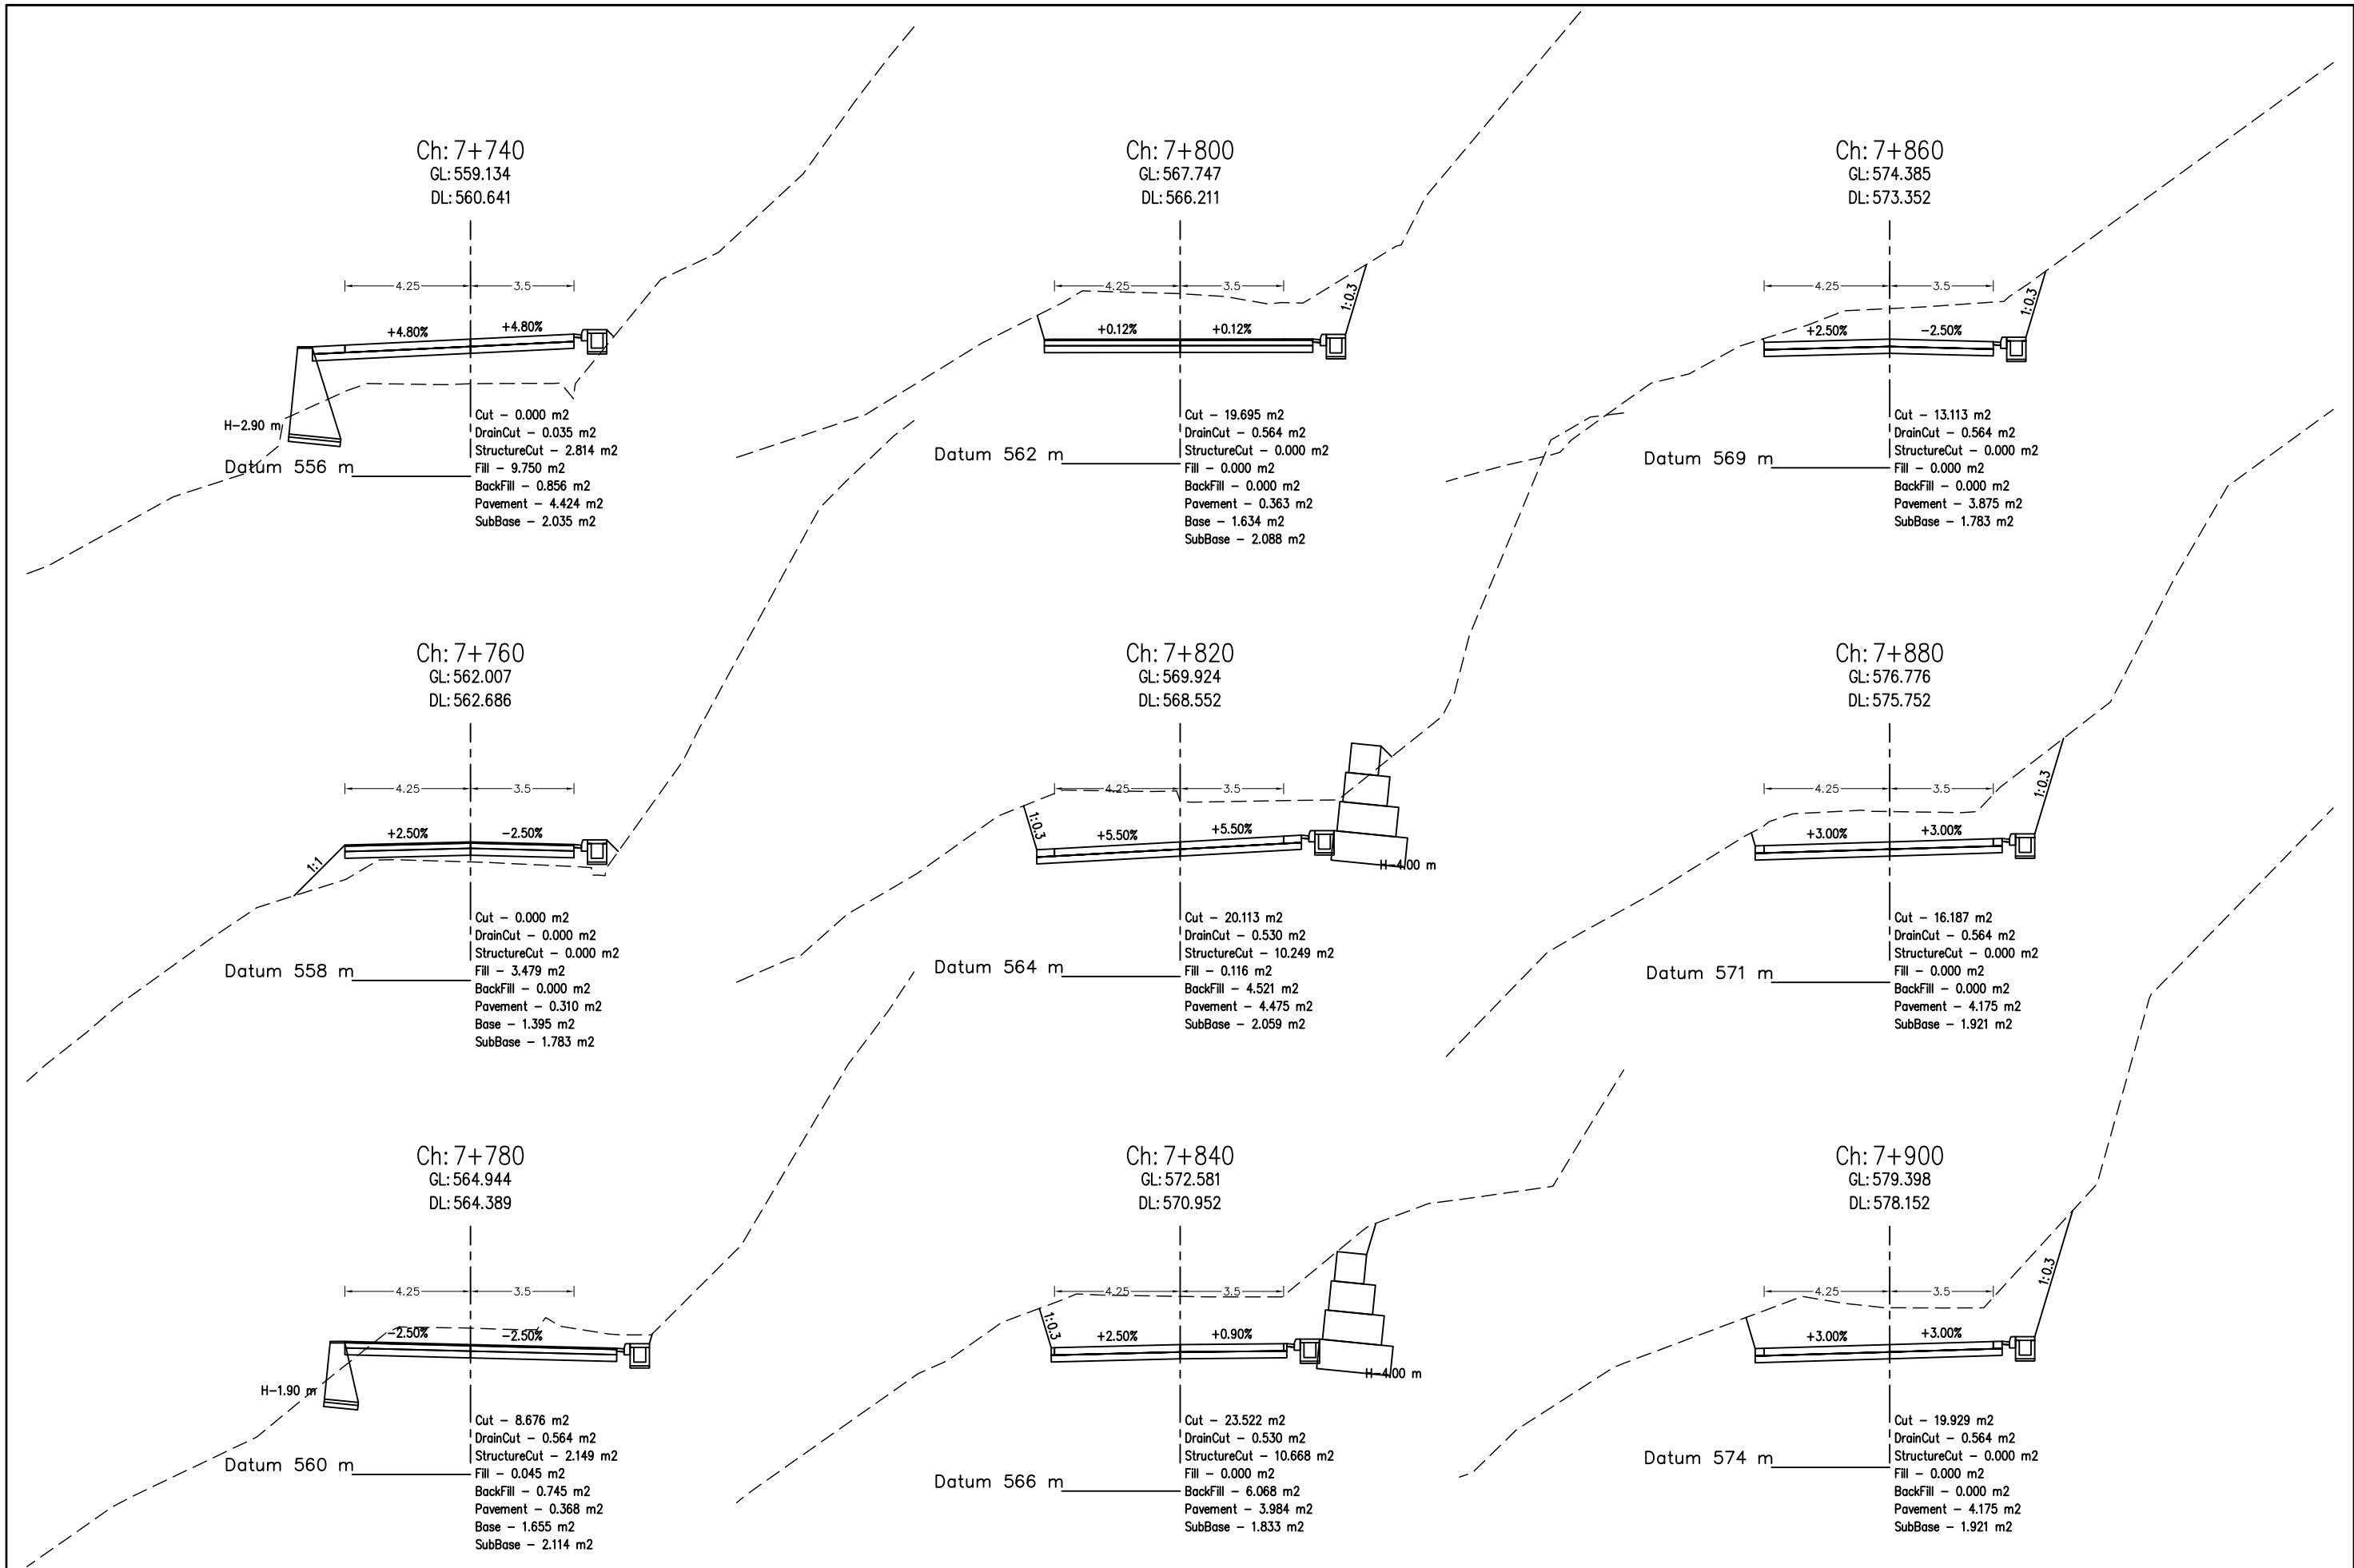 Ch: 7+740
GL: 559.134
DL: 560.641
4.25
3.5
+4.80%
+4.80%
H-2.90 m
Datum 556 m
Cut - 0.000 m2
DrainCut - 0.035 m2
StructureCut - 2.814 m2
Fill - 9.750 m2
BackFill - 0.856 m2
Pavement - 4.424 m2
SubBase - 2.035 m2
Ch: 7+760
GL: 562.007
DL: 562.686
4.25
3.5
+2.50%
-2.50%
1:1
Datum 558 m
Cut - 0.000 m2
DrainCut - 0.000 m2
StructureCut - 0.000 m2
Fill - 3.479 m2
BackFill - 0.000 m2
Pavement - 0.310 m2
Base - 1.395 m2
SubBase - 1.783 m2
Ch: 7+780
GL: 564.944
DL: 564.389
4.25
3.5
-2.50%
-2.50%
H-1.90 m
Datum 560 m
Cut - 8.676 m2
DrainCut - 0.564 m2
StructureCut - 2.149 m2
Fill - 0.045 m2
BackFill - 0.745 m2
Pavement - 0.368 m2
Base - 1.655 m2
SubBase - 2.114 m2
Ch: 7+800
GL: 567.747
DL: 566.211
4.25
3.5
1:0.3
+0.12%
+0.12%
Datum 562 m
Cut - 19.695 m2
DrainCut - 0.564 m2
StructureCut - 0.000 m2
Fill - 0.000 m2
BackFill - 0.000 m2
Pavement - 0.363 m2
Base - 1.634 m2
SubBase - 2.088 m2
Ch: 7+820
GL: 569.924
DL: 568.552
4.25
3.5
1:0.3
+5.50%
+5.50%
H-4.00 m
Datum 564 m
Cut - 20.113 m2
DrainCut - 0.530 m2
StructureCut - 10.249 m2
Fill - 0.116 m2
BackFill - 4.521 m2
Pavement - 4.475 m2
SubBase - 2.059 m2
Ch: 7+840
GL: 572.581
DL: 570.952
4.25
3.5
1:0.3
+2.50%
+0.90%
H-4.00 m
Datum 566 m
Cut - 23.522 m2
DrainCut - 0.530 m2
StructureCut - 10.668 m2
Fill - 0.000 m2
BackFill - 6.068 m2
Pavement - 3.984 m2
SubBase - 1.833 m2
Ch: 7+860
GL: 574.385
DL: 573.352
4.25
3.5
1:0.3
+2.50%
-2.50%
Datum 569 m
Cut - 13.113 m2
DrainCut - 0.564 m2
StructureCut - 0.000 m2
Fill - 0.000 m2
BackFill - 0.000 m2
Pavement - 3.875 m2
SubBase - 1.783 m2
Ch: 7+880
GL: 576.776
DL: 575.752
4.25
3.5
1:0.3
+3.00%
+3.00%
Datum 571 m
Cut - 16.187 m2
DrainCut - 0.564 m2
StructureCut - 0.000 m2
Fill - 0.000 m2
BackFill - 0.000 m2
Pavement - 4.175 m2
SubBase - 1.921 m2
Ch: 7+900
GL: 579.398
DL: 578.152
4.25
3.5
1:0.3
+3.00%
+3.00%
Datum 574 m
Cut - 19.929 m2
DrainCut - 0.564 m2
StructureCut - 0.000 m2
Fill - 0.000 m2
BackFill - 0.000 m2
Pavement - 4.175 m2
SubBase - 1.921 m2